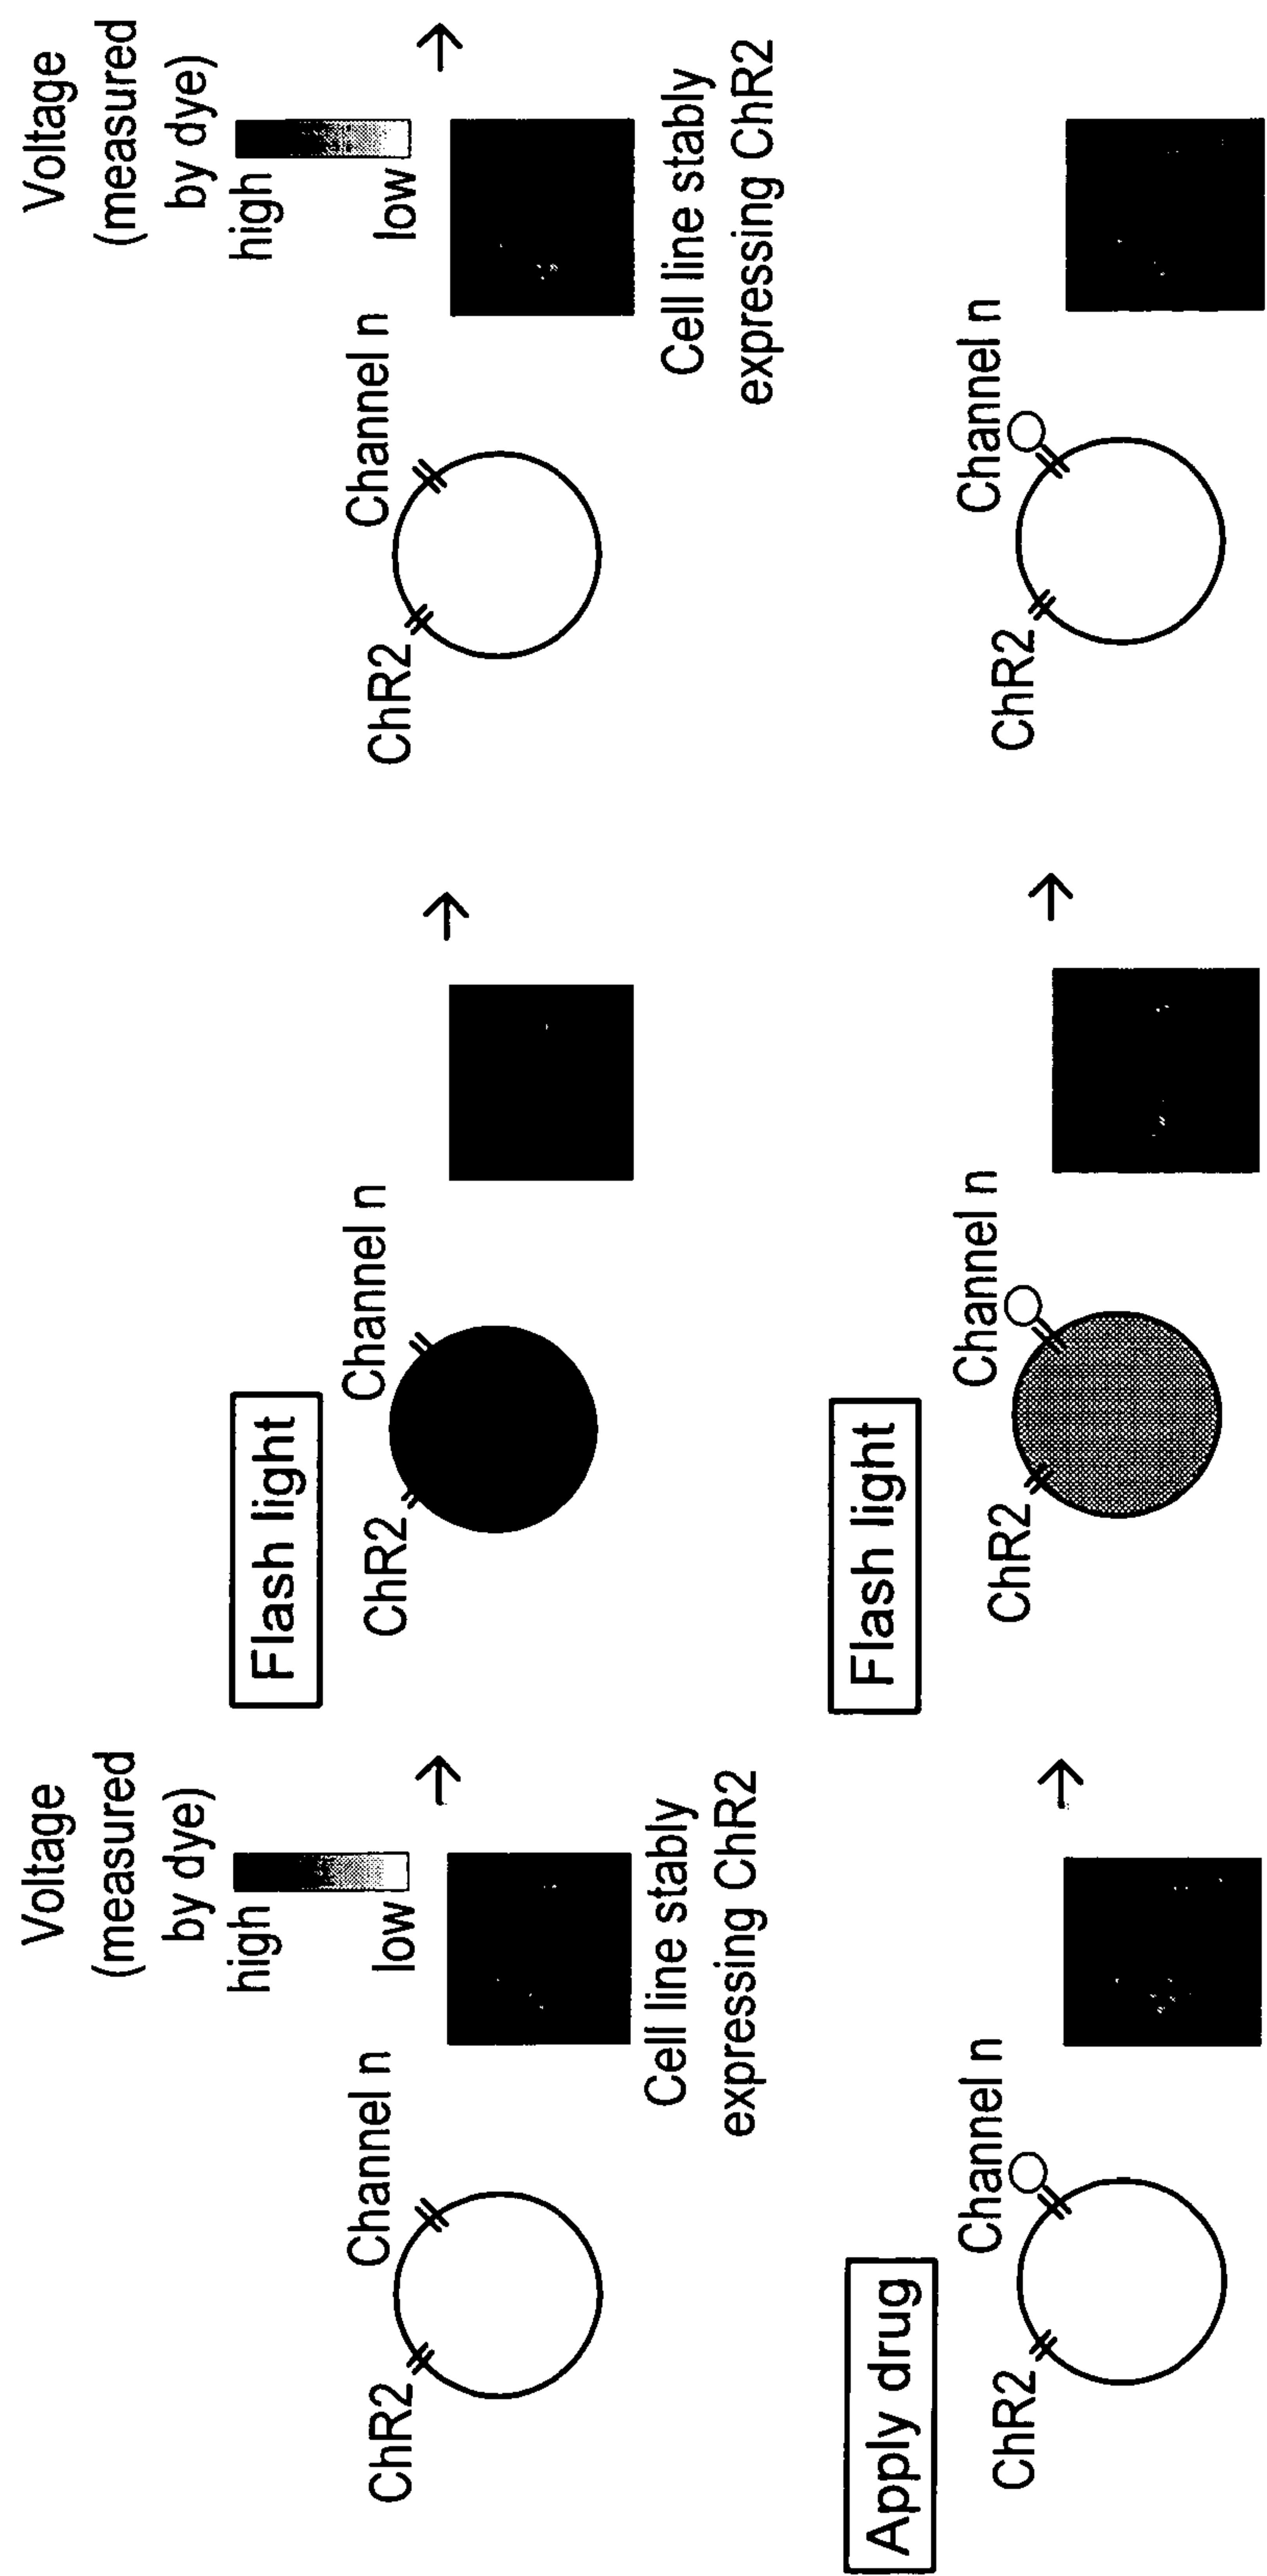 Voltage
(measured
by dye)
high
low
Channel n
ChR2
Cell line stably
expressing ChR2
Flash light
Channel n
ChR2
Voltage
(measured
by dye)
high
low
Channel n
ChR2
Cell line stably
expressing ChR2
Apply drug
Channel n
ChR2
Flash light
Channel n
ChR2
Channel n
ChR2